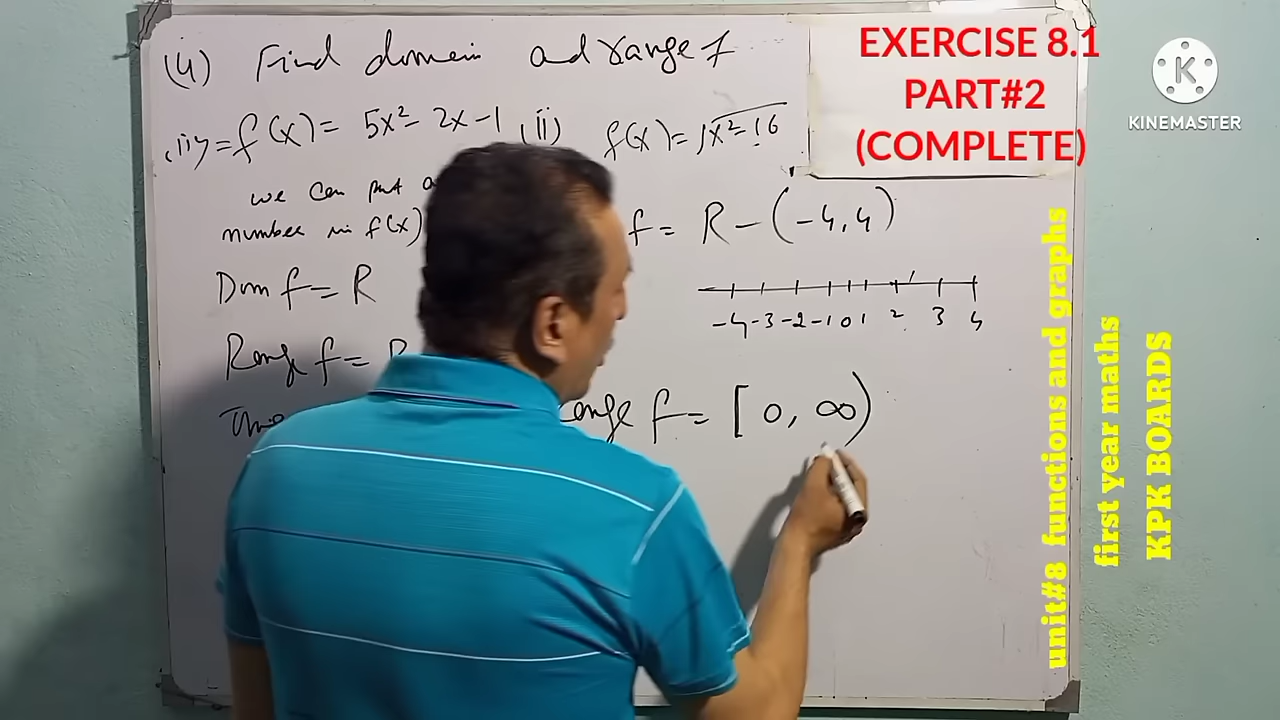 (4) Find domain and range f
(i) = f(x) = 5x² - 2x - 1 (ii) f(x) = √x² - 16
we can put
number in f(x)
f = R - (-4, 4)
Dom f = R
-4 -3 -2 -1 0 1 2 3 4
Range f = R
Range f = [0, ∞)
This
EXERCISE 8.1
PART#2
(COMPLETE)
KINEMASTER
unit#8 functions and graphs
first year maths
KPK BOARDS